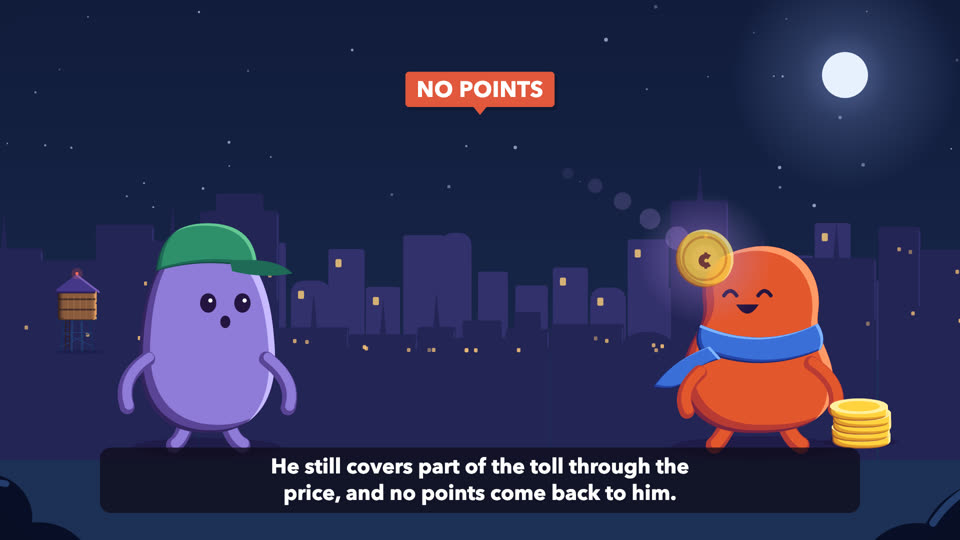 NO POINTS
¢
He still covers part of the toll through the
price, and no points come back to him.